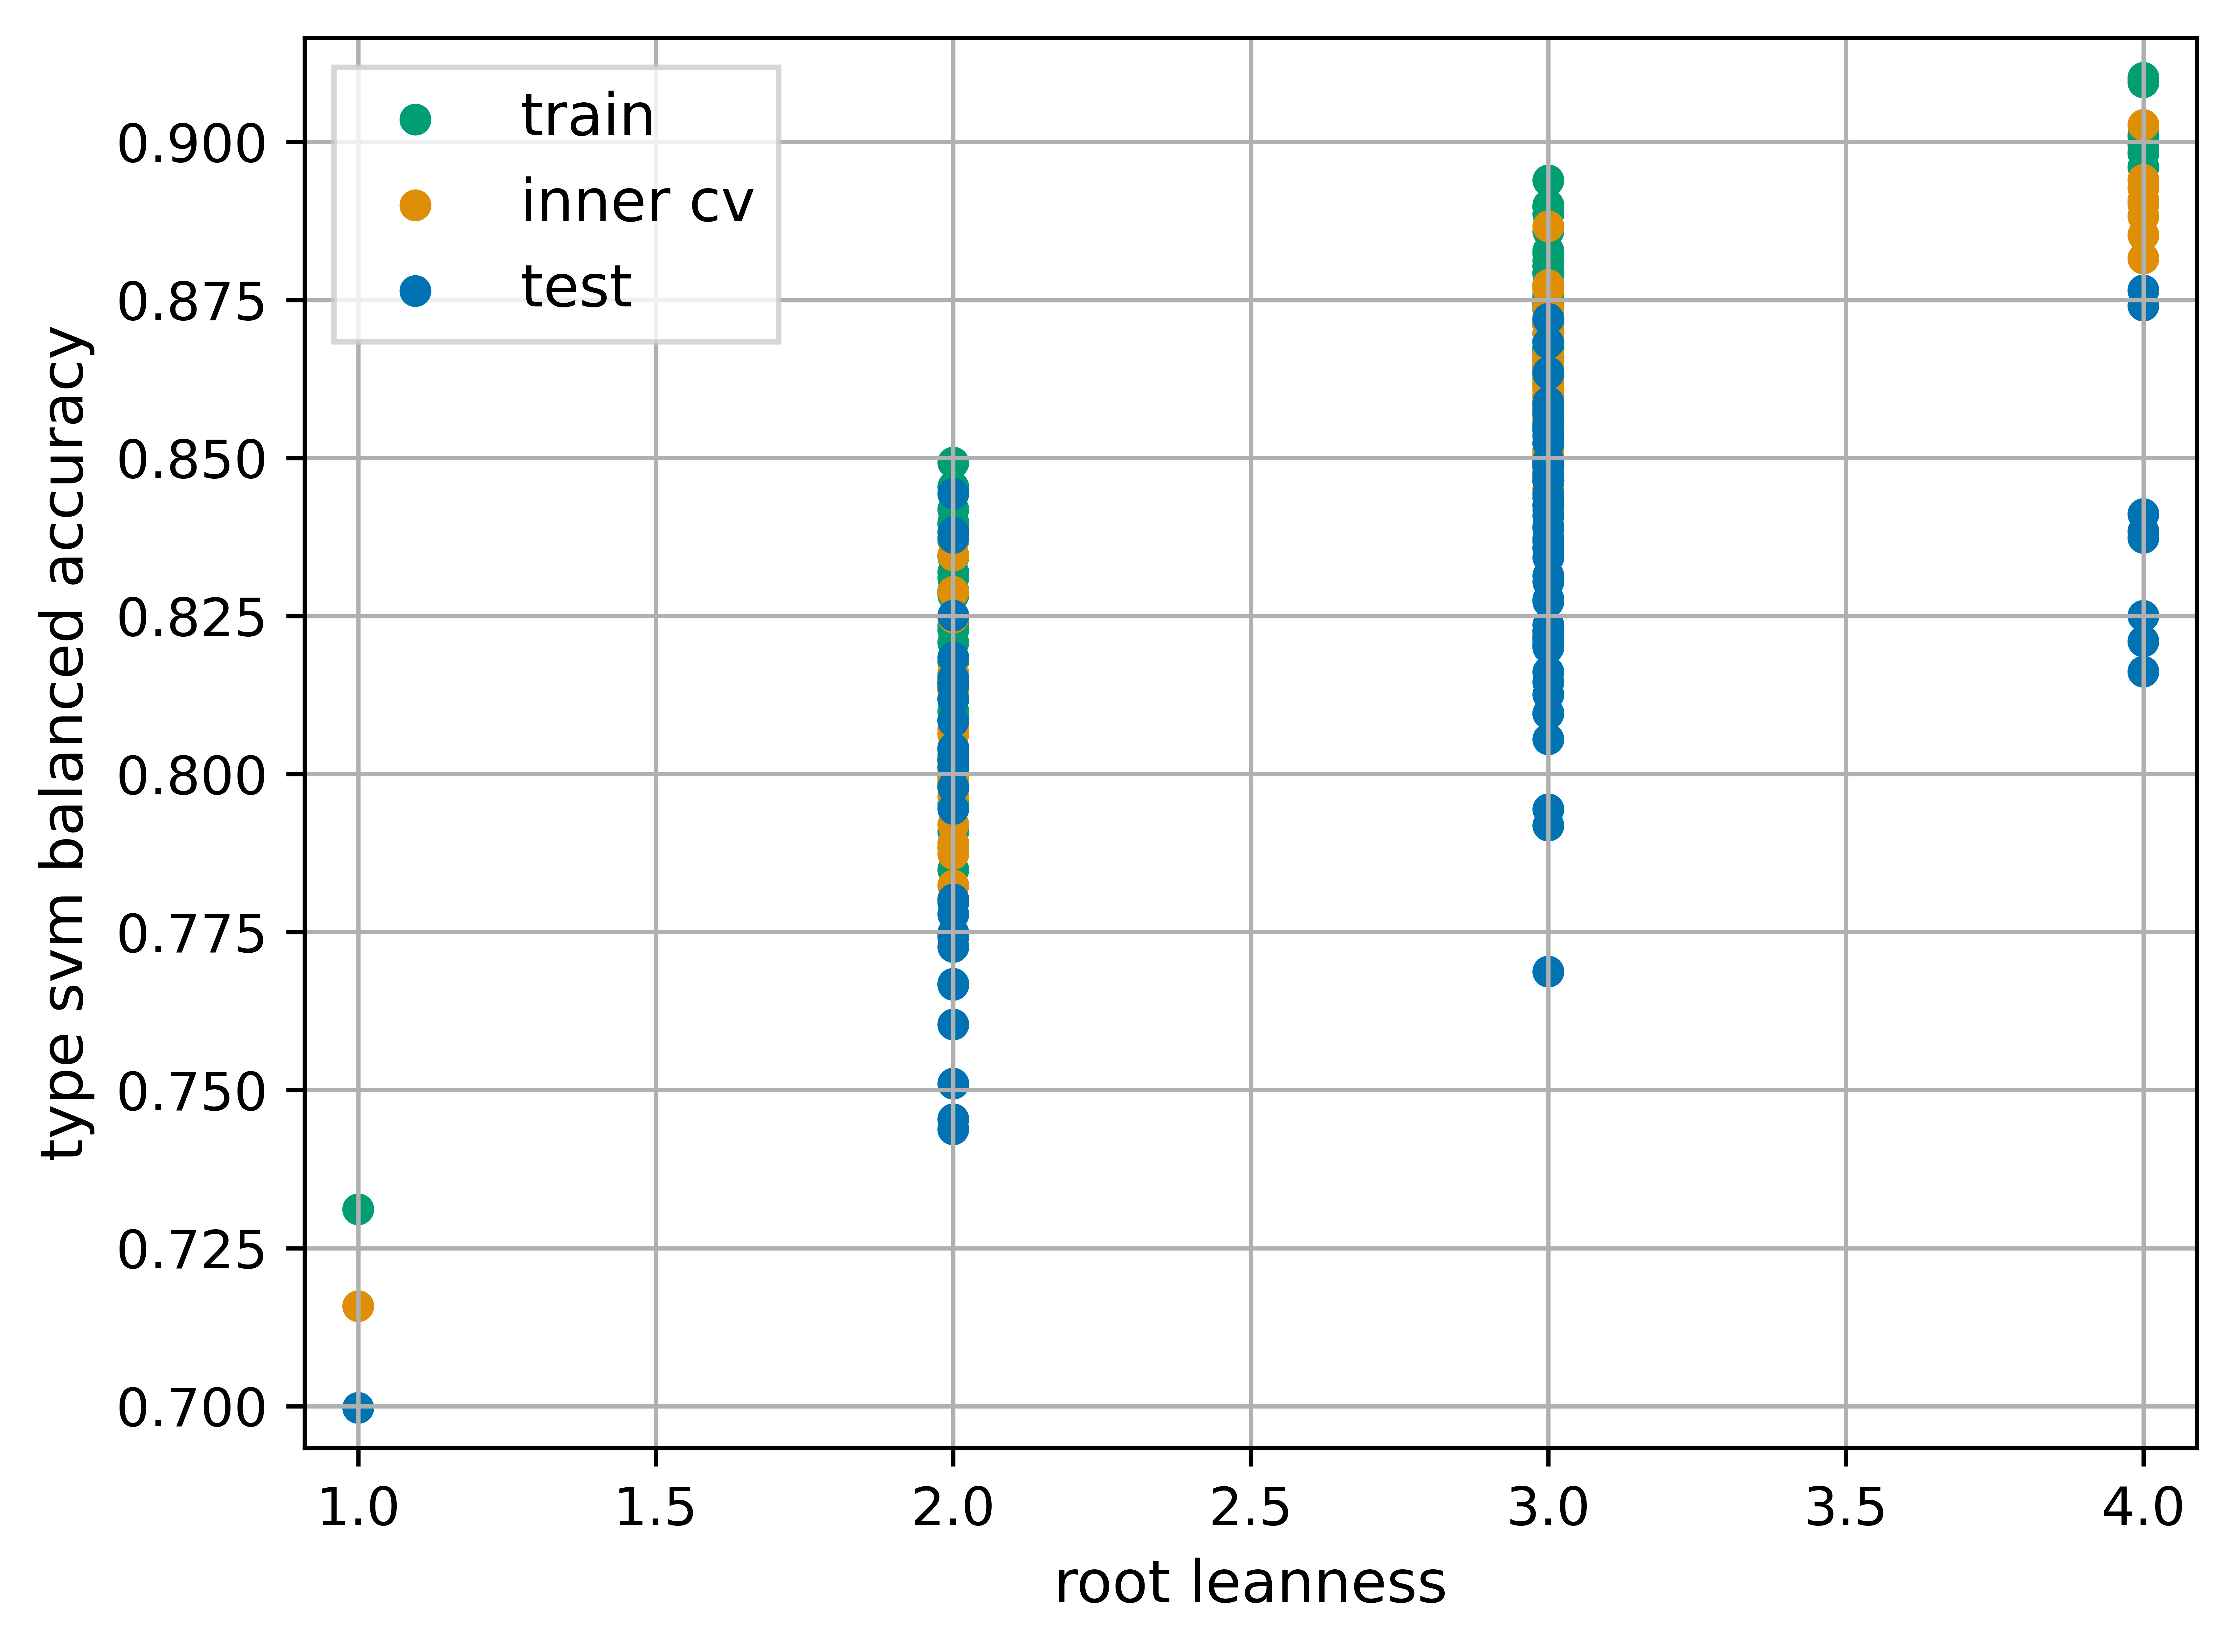 train
inner cv
test
0.900
0.875
0.850
0.825
0.800
0.775
0.750
0.725
0.700
type svm balanced accuracy
1.0 1.5 2.0 2.5 3.0 3.5 4.0
root leanness